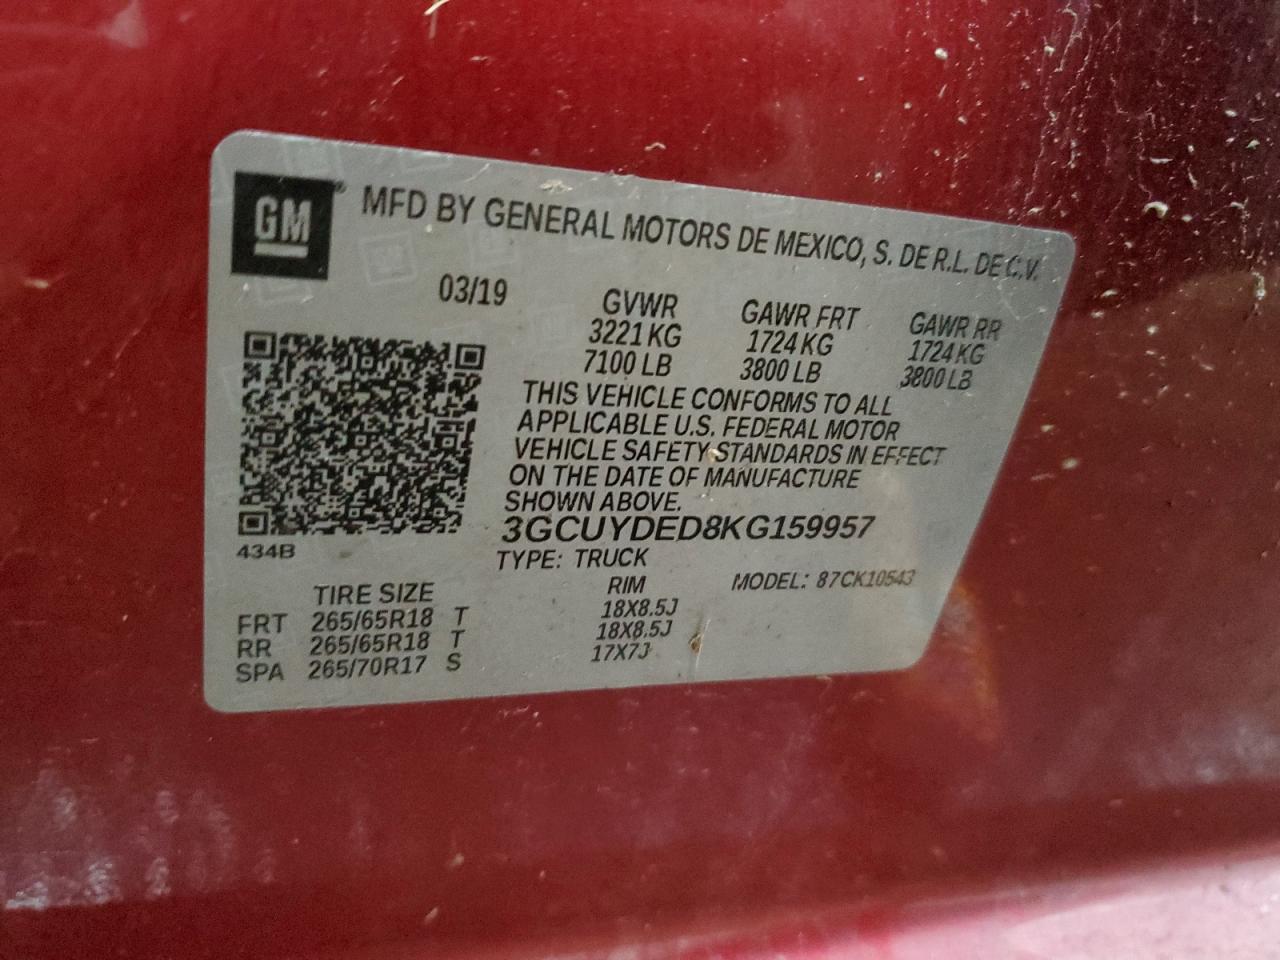 GM® MFD BY GENERAL MOTORS DE MEXICO, S. DE R.L. DE C.V.
03/19 GVWR GAWR FRT GAWR RR
3221 KG 1724 KG 1724 KG
7100 LB 3800 LB 3800 LB
THIS VEHICLE CONFORMS TO ALL
APPLICABLE U.S. FEDERAL MOTOR
VEHICLE SAFETY STANDARDS IN EFFECT
ON THE DATE OF MANUFACTURE
SHOWN ABOVE.
3GCUYDED8KG159957
434B TYPE: TRUCK
TIRE SIZE RIM MODEL: 87CK10543
FRT 265/65R18 T 18X8.5J
RR 265/65R18 T 18X8.5J
SPA 265/70R17 S 17X7J